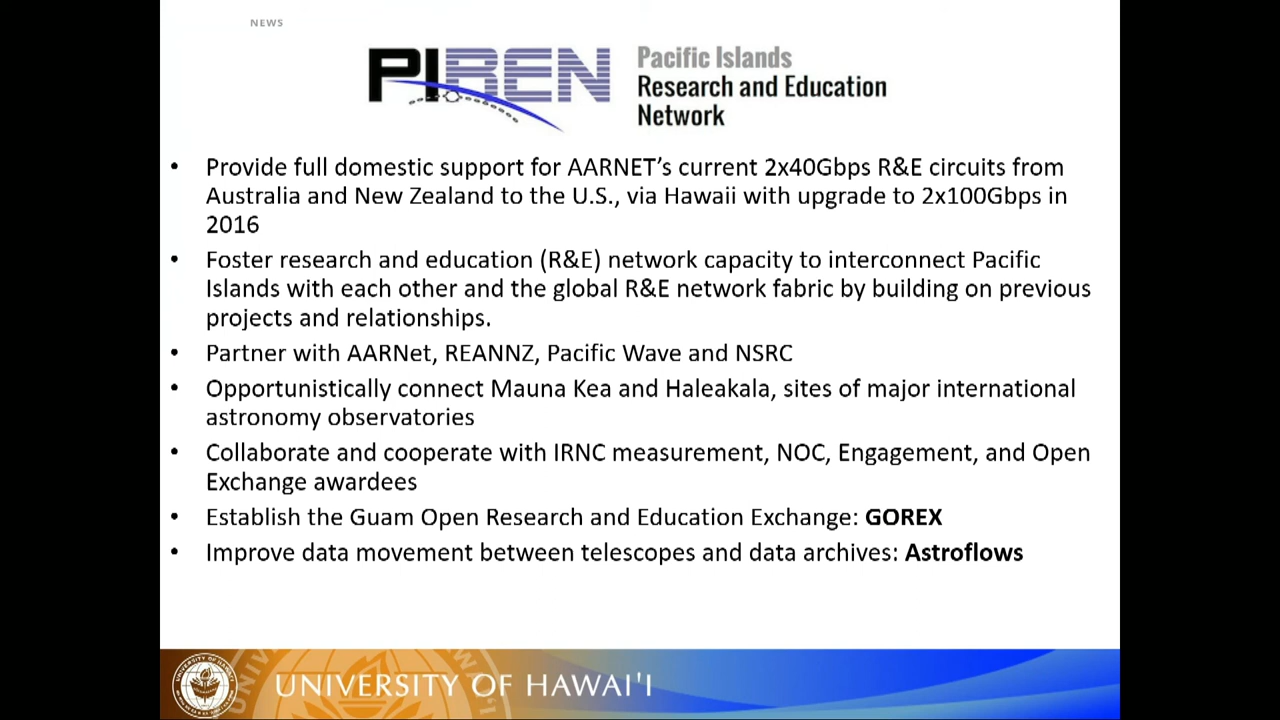 NEWS
PIREN
Pacific Islands
Research and Education
Network
• Provide full domestic support for AARNET’s current 2x40Gbps R&E circuits from
Australia and New Zealand to the U.S., via Hawaii with upgrade to 2x100Gbps in
2016
• Foster research and education (R&E) network capacity to interconnect Pacific
Islands with each other and the global R&E network fabric by building on previous
projects and relationships.
• Partner with AARNet, REANNZ, Pacific Wave and NSRC
• Opportunistically connect Mauna Kea and Haleakala, sites of major international
astronomy observatories
• Collaborate and cooperate with IRNC measurement, NOC, Engagement, and Open
Exchange awardees
• Establish the Guam Open Research and Education Exchange: GOREX
• Improve data movement between telescopes and data archives: Astroflows
UNIVERSITY OF HAWAI'I